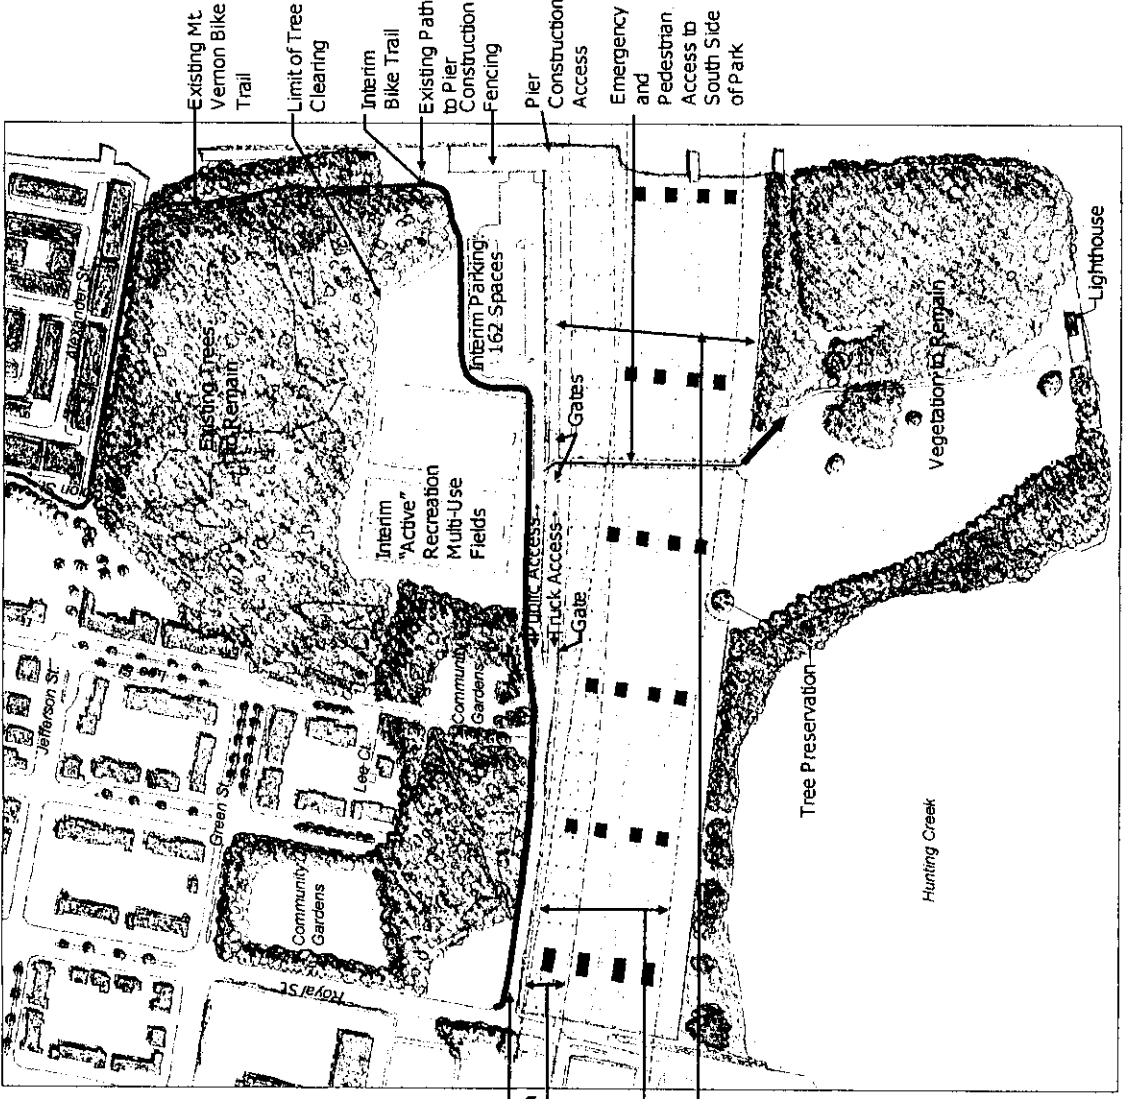 Existing Mt.
Vernon Bike
Trail
Limit of Tree
Clearing
Interim
Bike Trail
Existing Path
to Pier
Construction
Fencing
Pier
Construction
Access
Emergency
and
Pedestrian
Access to
South Side
of Park
Alexander St
Existing Trees
To Remain
Interim Parking:
162 Spaces
Interim
"Active"
Recreation
Multi-Use
Fields
Gates
Public Access
Truck Access
Gate
Jefferson St.
Lee St.
Green St.
Lee Ct.
Community
Gardens
Community
Gardens
Royal St.
Vegetation to Remain
Lighthouse
Tree Preservation
Hunting Creek